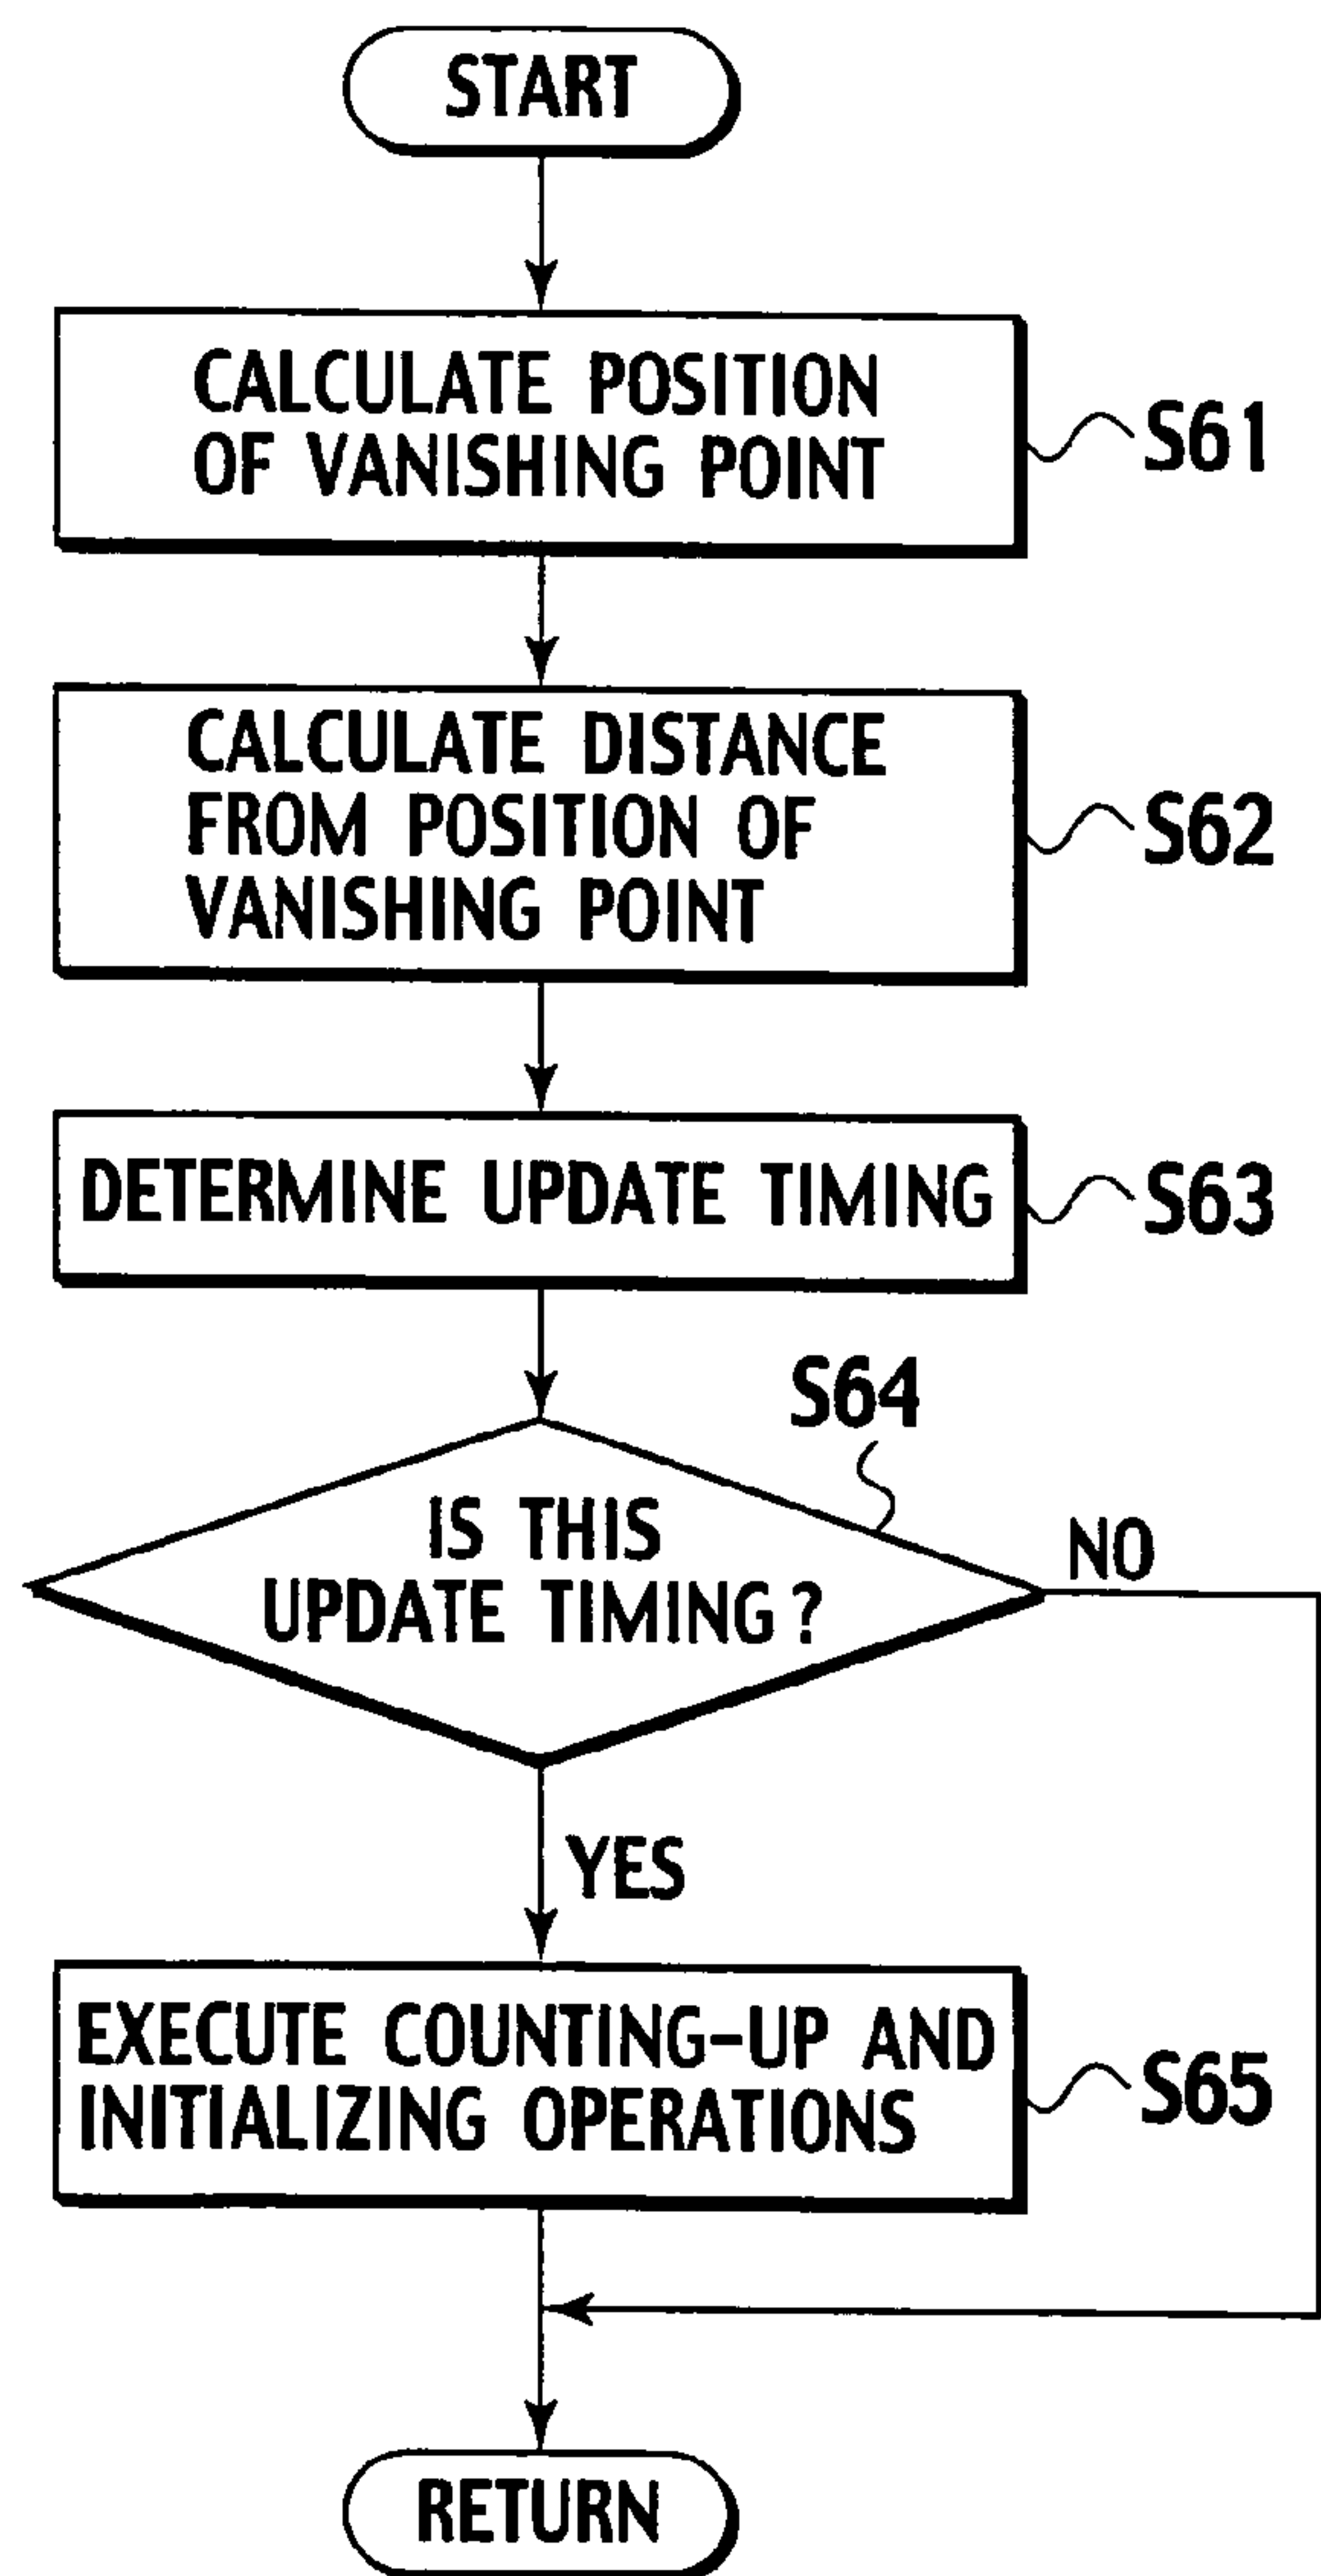 START
CALCULATE POSITION
OF VANISHING POINT
S61
CALCULATE DISTANCE
FROM POSITION OF
VANISHING POINT
S62
DETERMINE UPDATE TIMING
S63
S64
IS THIS
UPDATE TIMING?
NO
YES
EXECUTE COUNTING-UP AND
INITIALIZING OPERATIONS
S65
RETURN